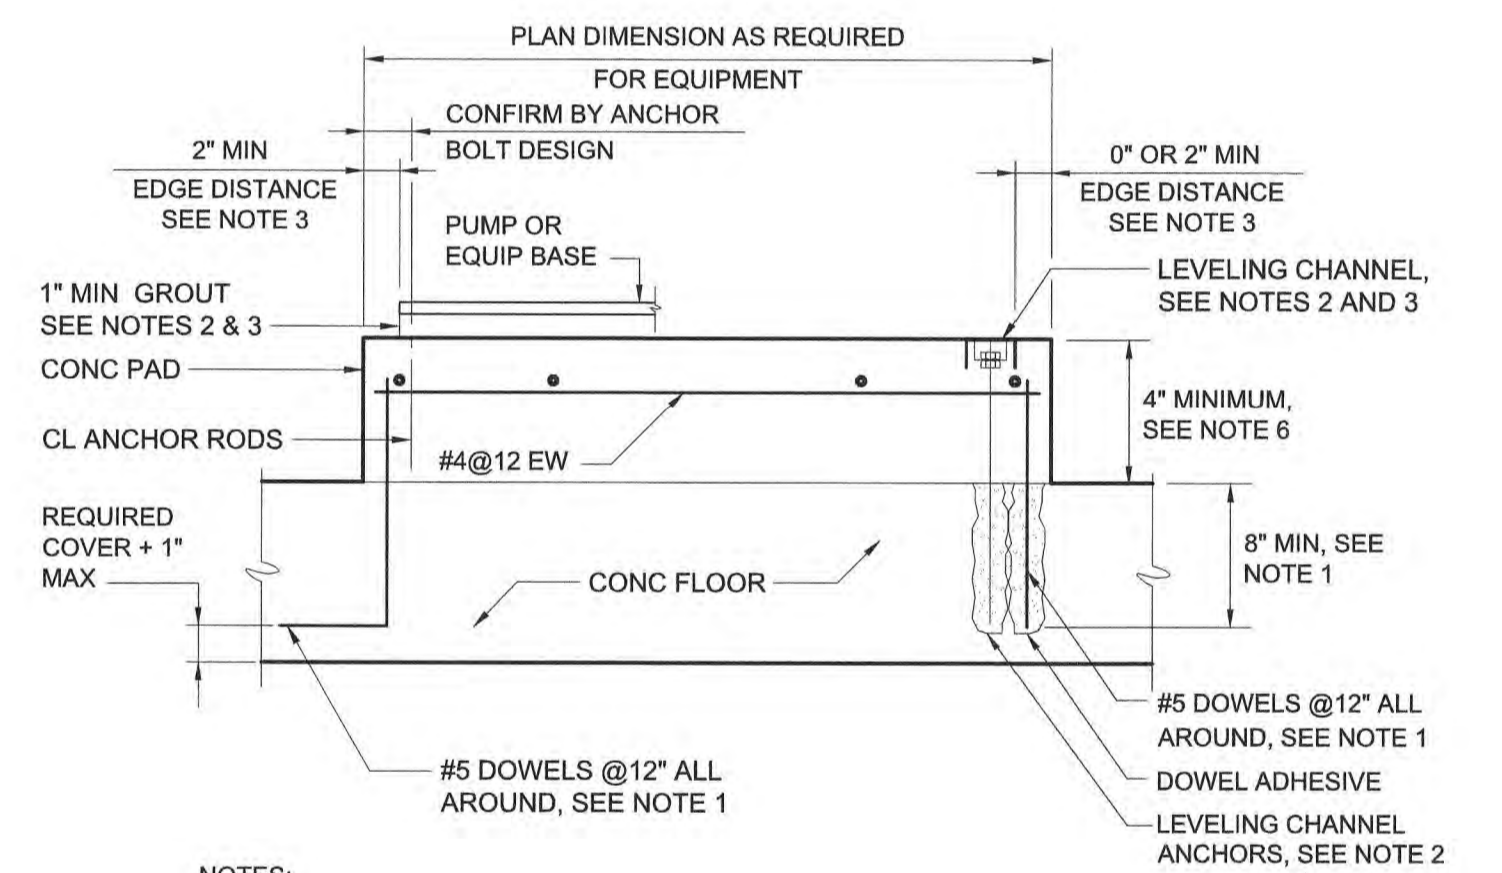 PLAN DIMENSION AS REQUIRED
FOR EQUIPMENT
CONFIRM BY ANCHOR
BOLT DESIGN
2" MIN
EDGE DISTANCE
SEE NOTE 3
0" OR 2" MIN
EDGE DISTANCE
SEE NOTE 3
PUMP OR
EQUIP BASE
LEVELING CHANNEL,
SEE NOTES 2 AND 3
1" MIN GROUT
SEE NOTES 2 & 3
CONC PAD
4" MINIMUM,
SEE NOTE 6
CL ANCHOR RODS
#4@12 EW
REQUIRED
COVER + 1"
MAX
CONC FLOOR
8" MIN, SEE
NOTE 1
#5 DOWELS @12" ALL
AROUND, SEE NOTE 1
#5 DOWELS @12" ALL
AROUND, SEE NOTE 1
DOWEL ADHESIVE
LEVELING CHANNEL
ANCHORS, SEE NOTE 2
NOTES: